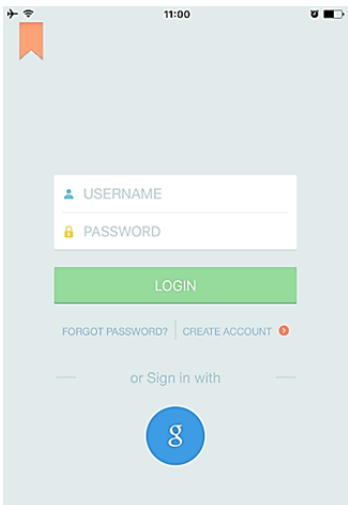 11:00
USERNAME
PASSWORD
LOGIN
FORGOT PASSWORD? CREATE ACCOUNT
or Sign in with
g